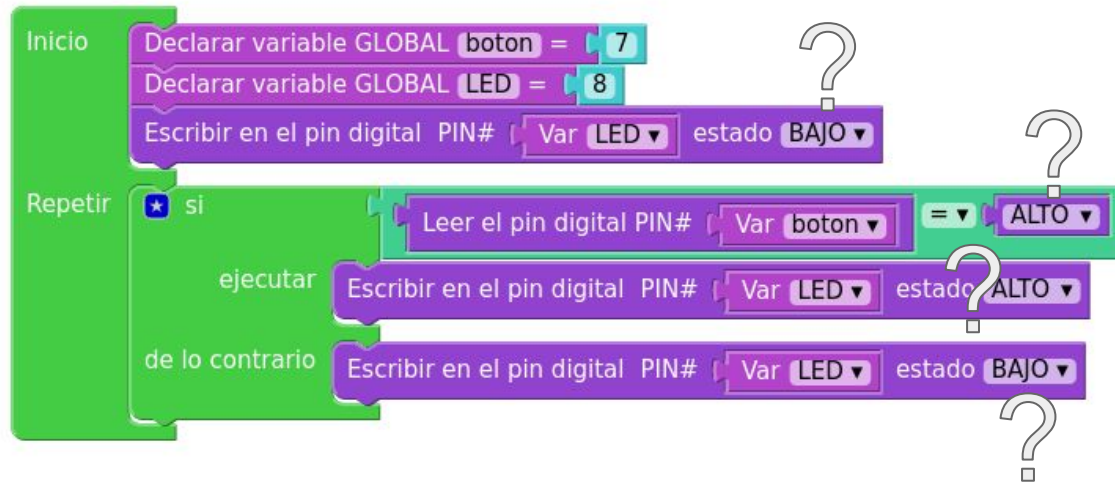 Inicio
Declarar variable GLOBAL boton = 7
Declarar variable GLOBAL LED = 8
Escribir en el pin digital PIN# Var LED ▾ estado BAJO ▾
?
Repetir
si Leer el pin digital PIN# Var boton ▾ = ▾ ALTO ▾
?
ejecutar Escribir en el pin digital PIN# Var LED ▾ estado ALTO ▾
?
de lo contrario Escribir en el pin digital PIN# Var LED ▾ estado BAJO ▾
?